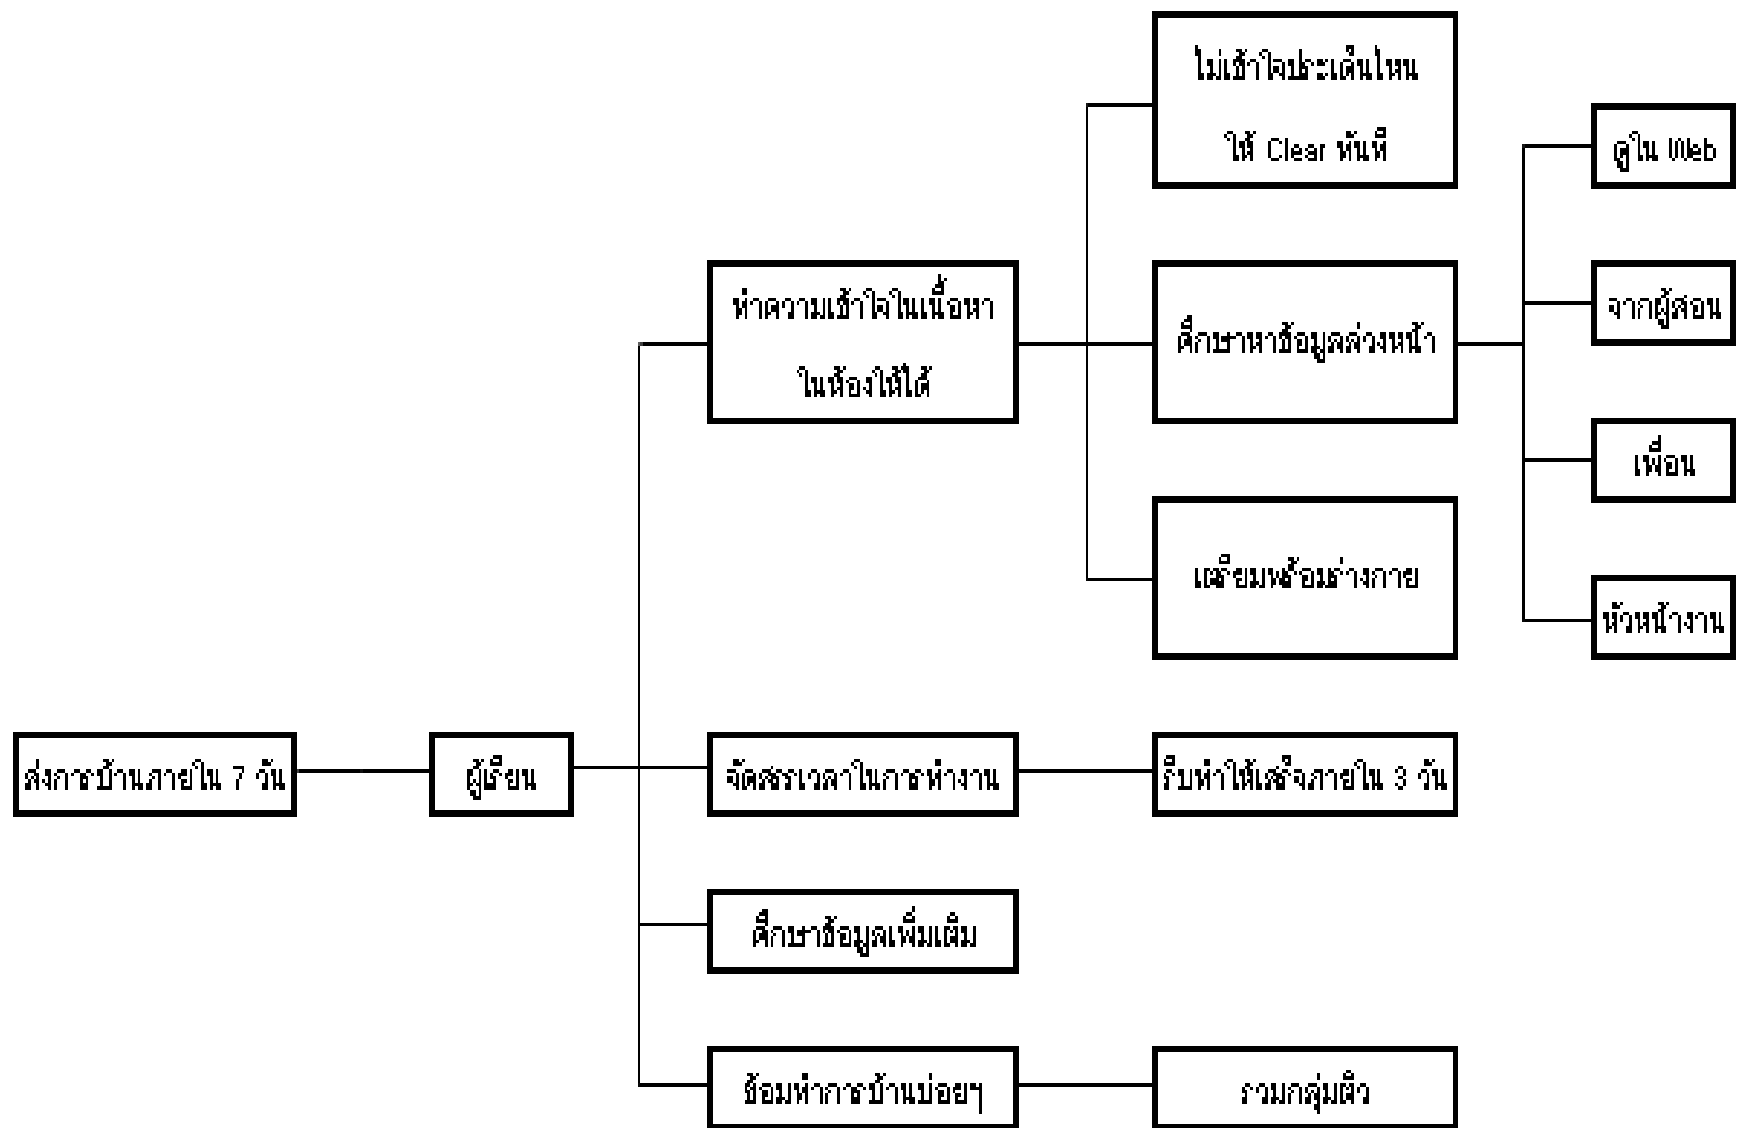 ไม่เข้าใจประเด็นไหน
ให้ Clear ทันที
ดูใน Web
ทำความเข้าใจในเนื้อหา
ในห้องให้ได้
ศึกษาหาข้อมูลล่วงหน้า
จากผู้สอน
เพื่อน
เตรียมพร้อมร่างกาย
หัวหน้างาน
ส่งการบ้านภายใน 7 วัน
ผู้เรียน
จัดสรรเวลาในการทำงาน
รีบทำให้เสร็จภายใน 3 วัน
ศึกษาข้อมูลเพิ่มเติม
ซ้อมทำการบ้านบ่อยๆ
รวมกลุ่มติว